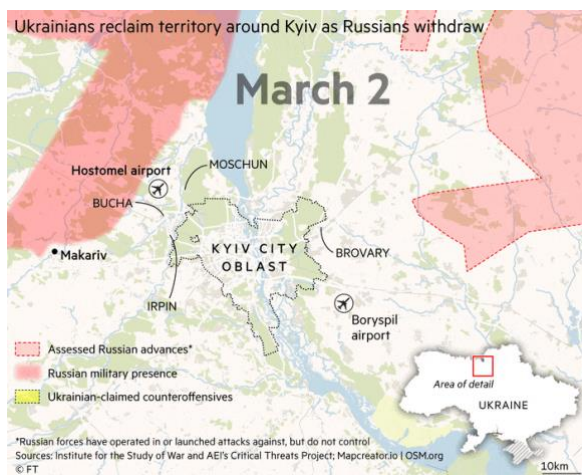 Ukrainians reclaim territory around Kyiv as Russians withdraw
March 2
MOSCHUN
Hostomel airport
BUCHA
Makariv
KYIV CITY
OBLAST
BROVARY
IRPIN
Boryspil
airport
Assessed Russian advances*
Russian military presence
Ukrainian-claimed counteroffensives
Area of detail
UKRAINE
*Russian forces have operated in or launched attacks against, but do not control
Sources: Institute for the Study of War and AEI's Critical Threats Project; Mapcreator.io | OSM.org
© FT
10km